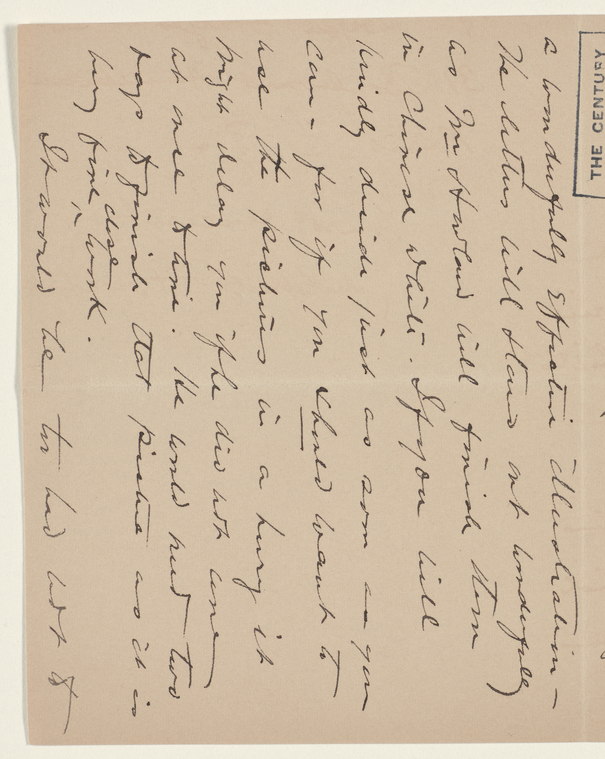 THE CENTURY
a wonderfully effective illustration –
The letters will stand out wonderfully
as Mr Howland will finish them
in Chinese white. If you will
kindly decide just as soon as you
can – for if you should want to
use the pictures in a hurry it
might delay you if he did not come
at once to time. He would need two
days to finish that picture as it is
very fine, close work.
It would be too bad not to